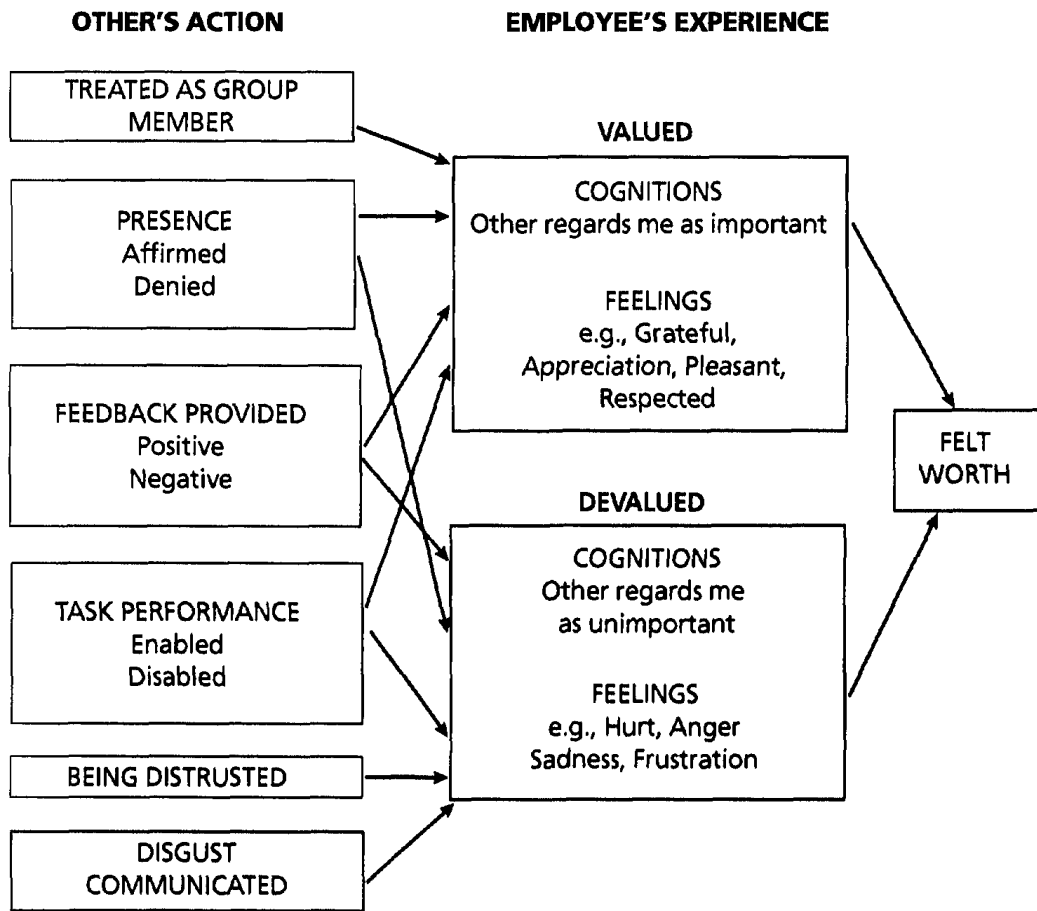 OTHER'S ACTION
TREATED AS GROUP
MEMBER
PRESENCE
Affirmed
Denied
FEEDBACK PROVIDED
Positive
Negative
TASK PERFORMANCE
Enabled
Disabled
BEING DISTRUSTED
DISGUST
COMMUNICATED
EMPLOYEE'S EXPERIENCE
VALUED
COGNITIONS
Other regards me as important
FEELINGS
e.g., Grateful,
Appreciation, Pleasant,
Respected
DEVALUED
COGNITIONS
Other regards me
as unimportant
FEELINGS
e.g., Hurt, Anger
Sadness, Frustration
FELT
WORTH